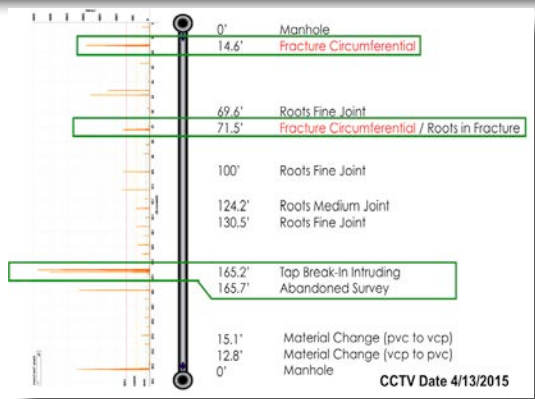 0' Manhole
14.6' Fracture Circumferential
69.6' Roots Fine Joint
71.5' Fracture Circumferential / Roots in Fracture
100' Roots Fine Joint
124.2' Roots Medium Joint
130.5' Roots Fine Joint
165.2' Tap Break-In Intruding
165.7' Abandoned Survey
15.1' Material Change (pvc to vcp)
12.8' Material Change (vcp to pvc)
0' Manhole
CCTV Date 4/13/2015